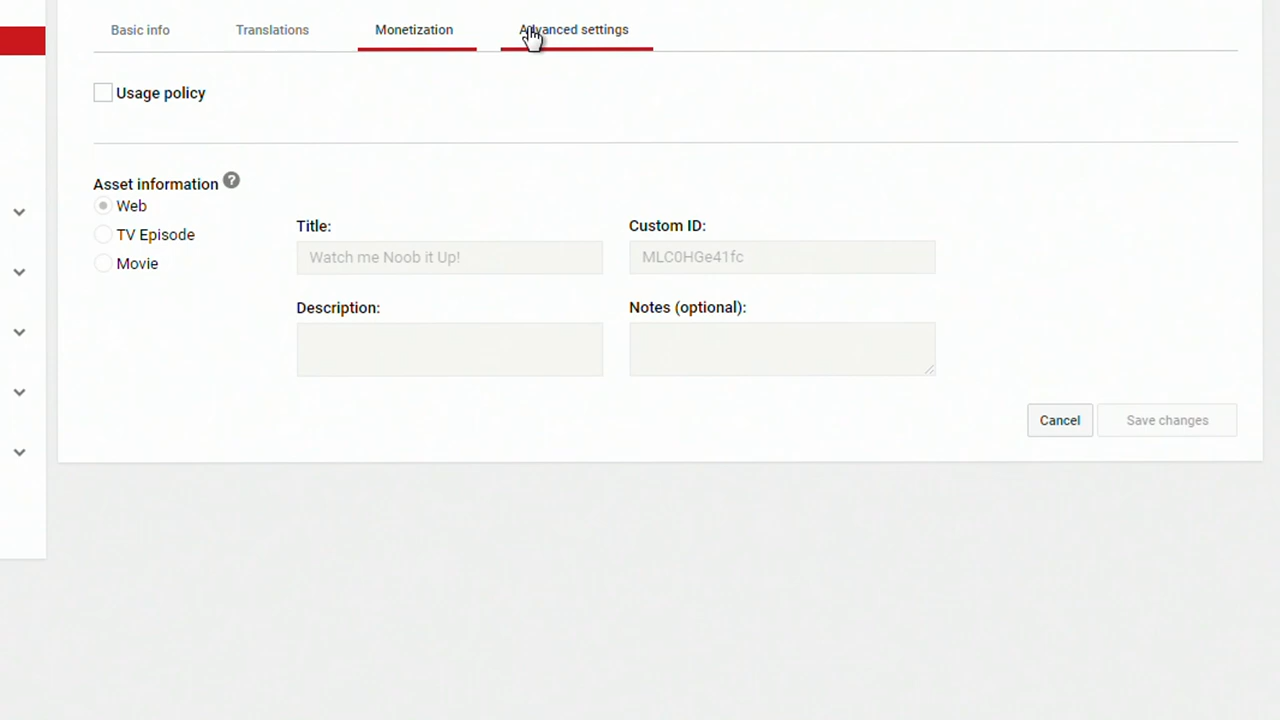 Basic info Translations Monetization Advanced settings
Usage policy
Asset information ?
Web
TV Episode
Movie
Title: Custom ID:
Watch me Noob it Up! MLC0HGe41fc
Description: Notes (optional):
Cancel Save changes